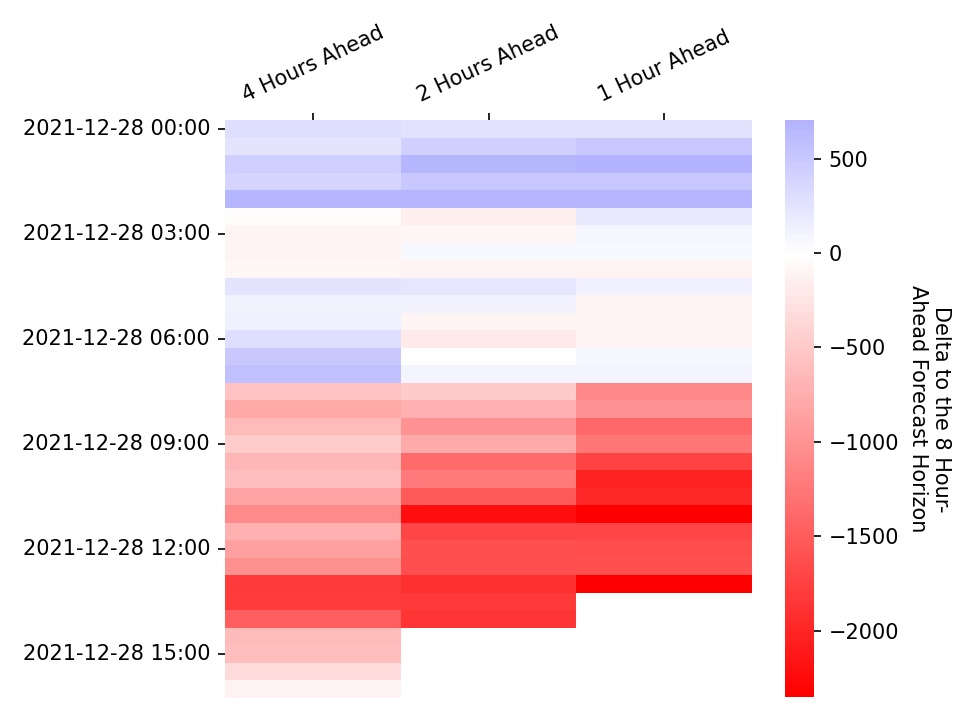 4 Hours Ahead
2 Hours Ahead
1 Hour Ahead
2021-12-28 00:00
2021-12-28 03:00
2021-12-28 06:00
2021-12-28 09:00
2021-12-28 12:00
2021-12-28 15:00
500
0
−500
−1000
−1500
−2000
Delta to the 8 Hour-
Ahead Forecast Horizon